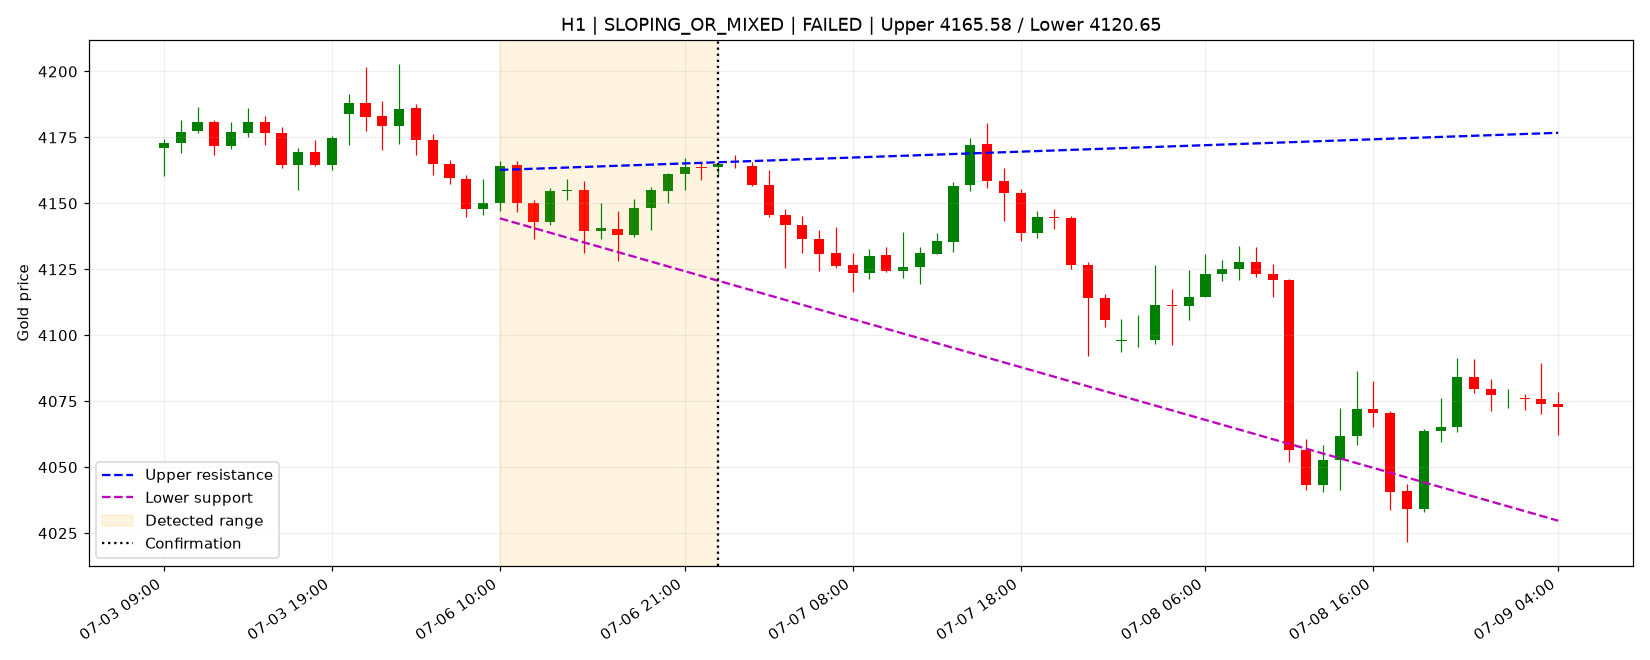 H1 | SLOPING_OR_MIXED | FAILED | Upper 4165.58 / Lower 4120.65
Gold price
4200
4175
4150
4125
4100
4075
4050
4025
Upper resistance
Lower support
Detected range
Confirmation
07-03 09:00
07-03 19:00
07-06 10:00
07-06 21:00
07-07 08:00
07-07 18:00
07-08 06:00
07-08 16:00
07-09 04:00